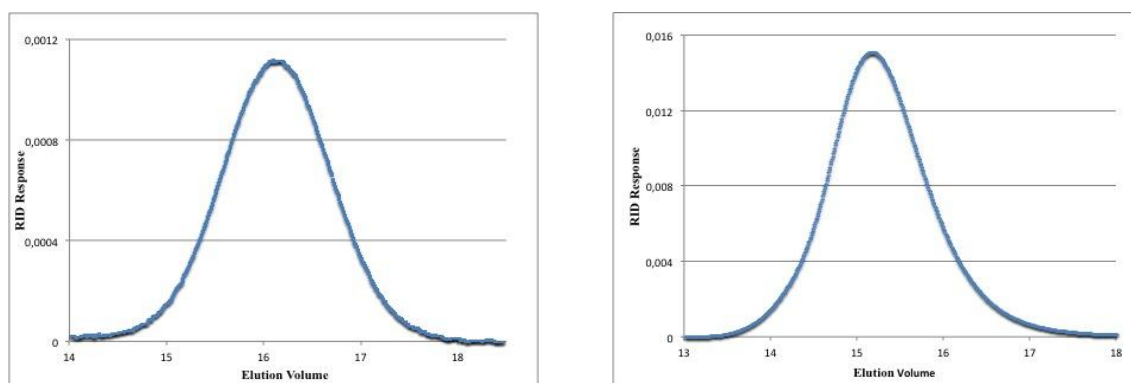 0,0012
0,0008
0,0004
0
RID Response
14 15 16 17 18
Elution Volume
0,016
0,012
0,008
0,004
0
RID Response
13 14 15 16 17 18
Elution Volume